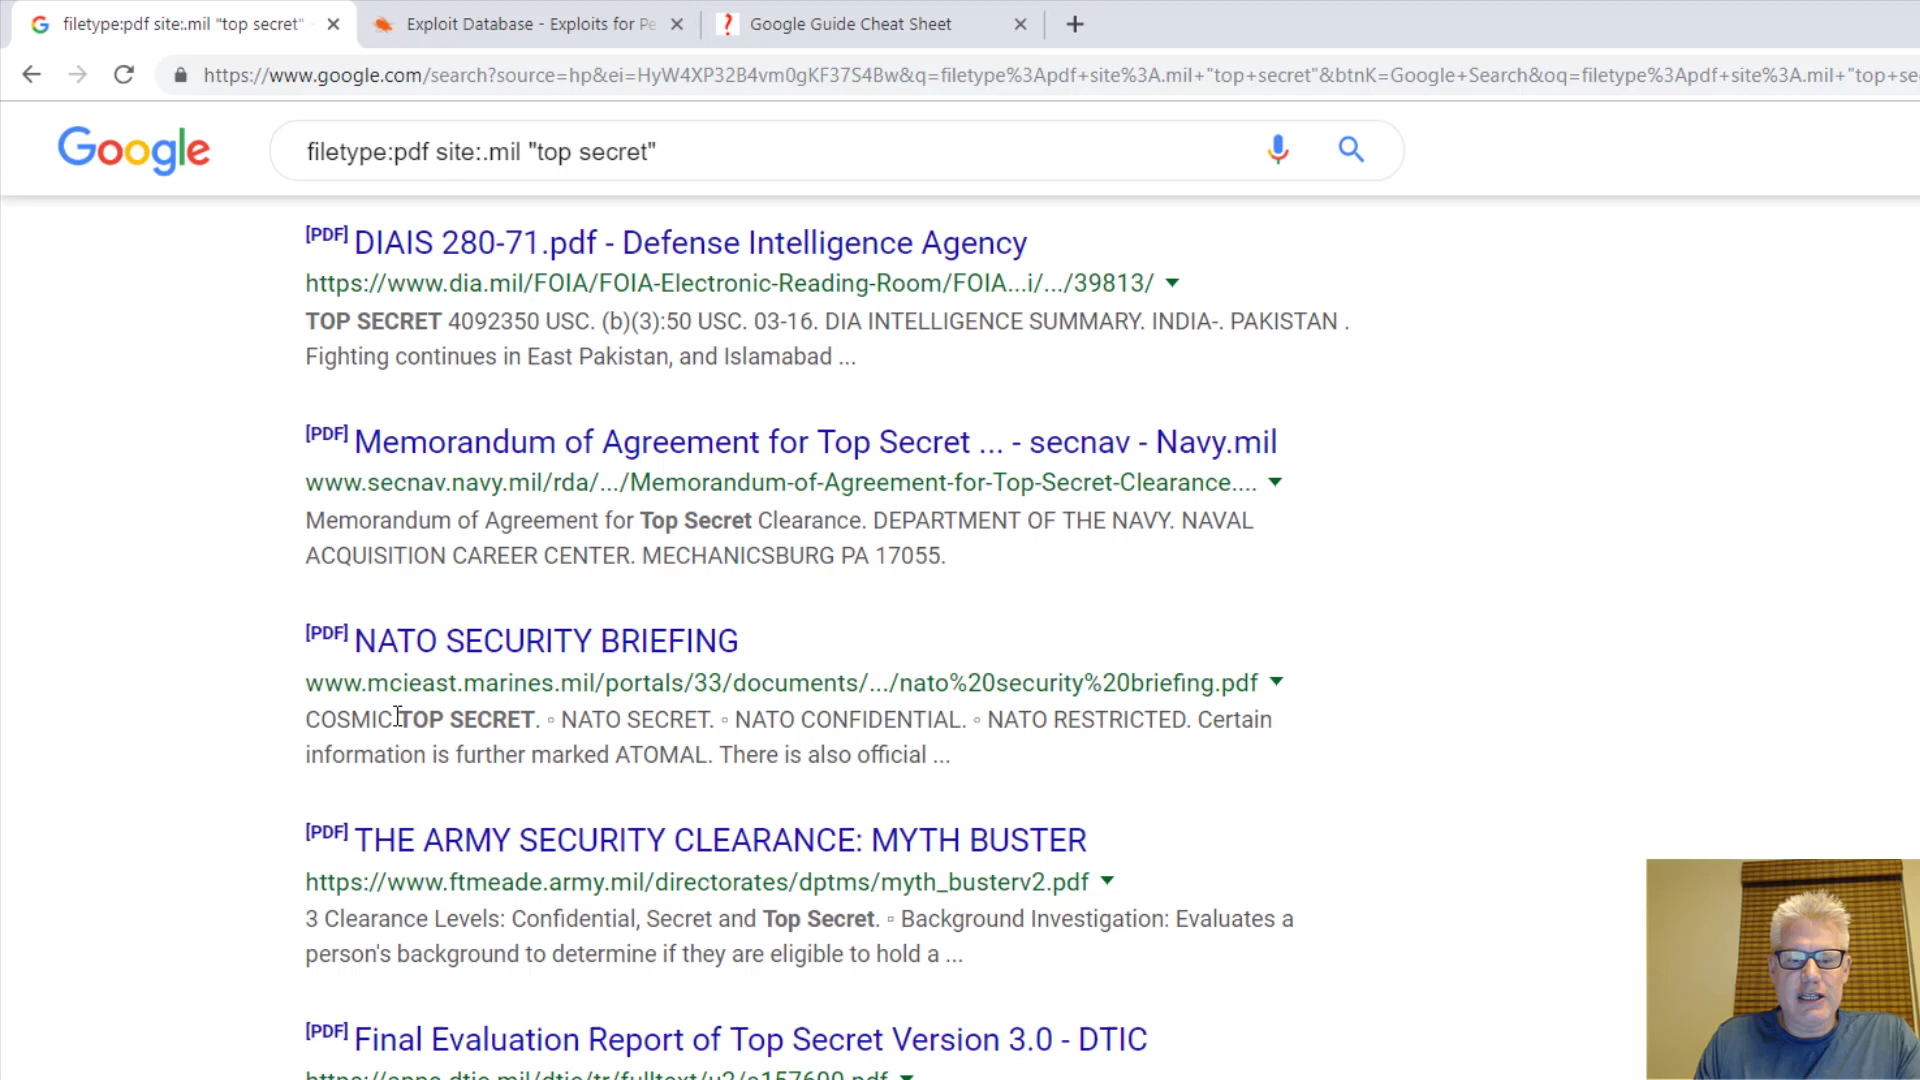 filetype:pdf site:.mil "top secret"
Exploit Database - Exploits for Pe
Google Guide Cheat Sheet
https://www.google.com/search?source=hp&ei=HyW4XP32B4vm0gKF37S4Bw&q=filetype%3Apdf+site%3A.mil+"top+secret"&btnK=Google+Search&oq=filetype%3Apdf+site%3A.mil+"top+se
Google
filetype:pdf site:.mil "top secret"
[PDF] DIAIS 280-71.pdf - Defense Intelligence Agency
https://www.dia.mil/FOIA/FOIA-Electronic-Reading-Room/FOIA...i/.../39813/
TOP SECRET 4092350 USC. (b)(3):50 USC. 03-16. DIA INTELLIGENCE SUMMARY. INDIA-. PAKISTAN .
Fighting continues in East Pakistan, and Islamabad ...
[PDF] Memorandum of Agreement for Top Secret ... - secnav - Navy.mil
www.secnav.navy.mil/rda/.../Memorandum-of-Agreement-for-Top-Secret-Clearance....
Memorandum of Agreement for Top Secret Clearance. DEPARTMENT OF THE NAVY. NAVAL
ACQUISITION CAREER CENTER. MECHANICSBURG PA 17055.
[PDF] NATO SECURITY BRIEFING
www.mcieast.marines.mil/portals/33/documents/.../nato%20security%20briefing.pdf
COSMIC TOP SECRET. ◦ NATO SECRET. ◦ NATO CONFIDENTIAL. ◦ NATO RESTRICTED. Certain
information is further marked ATOMAL. There is also official ...
[PDF] THE ARMY SECURITY CLEARANCE: MYTH BUSTER
https://www.ftmeade.army.mil/directorates/dptms/myth_busterv2.pdf
3 Clearance Levels: Confidential, Secret and Top Secret. ▫ Background Investigation: Evaluates a
person's background to determine if they are eligible to hold a ...
[PDF] Final Evaluation Report of Top Secret Version 3.0 - DTIC
https://apps.dtic.mil/dtic/tr/fulltext/u2/a157600.pdf